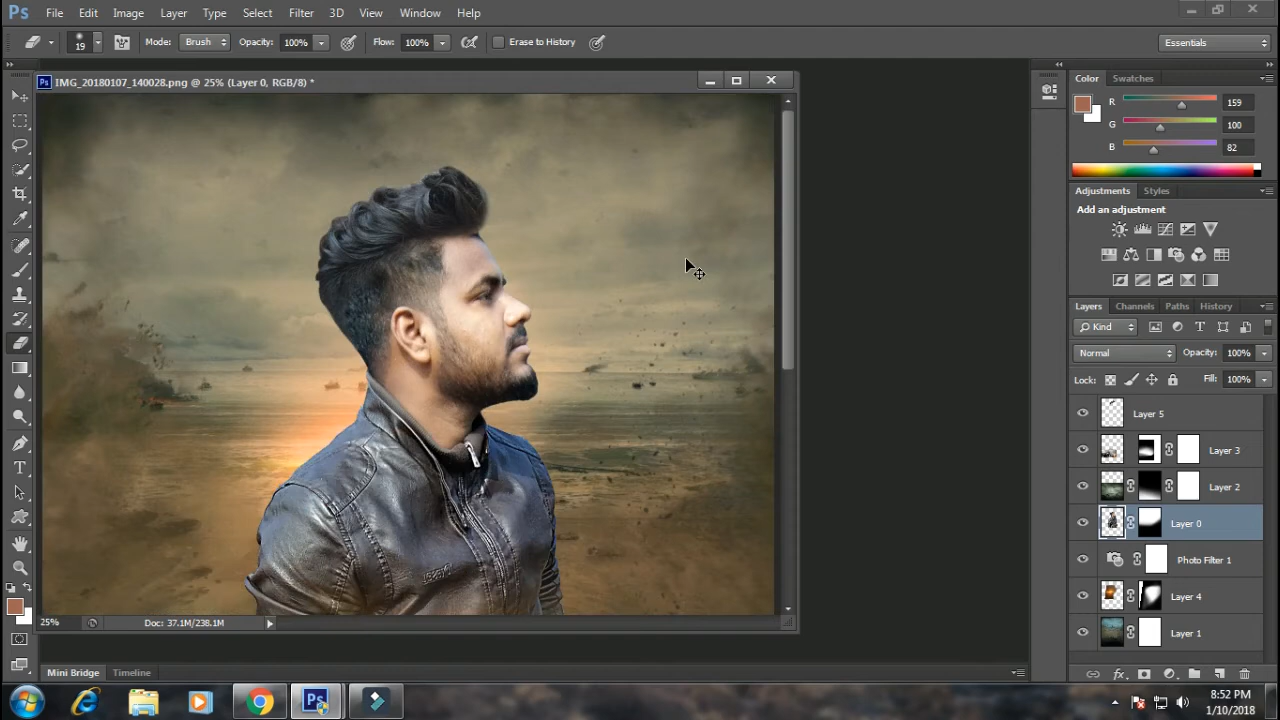 Ps File Edit Image Layer Type Select Filter 3D View Window Help
19 Mode: Brush Opacity: 100% Flow: 100% Erase to History Essentials
Ps IMG_20180107_140028.png @ 25% (Layer 0, RGB/8) *
Color Swatches
R 159
G 100
B 82
Adjustments Styles
Add an adjustment
Layers Channels Paths History
Kind
Normal Opacity: 100%
Lock: Fill: 100%
Layer 5
Layer 3
Layer 2
Layer 0
Photo Filter 1
Layer 4
Layer 1
25% Doc: 37.1M/238.1M
Mini Bridge Timeline
fx
Ps
8:52 PM
1/10/2018